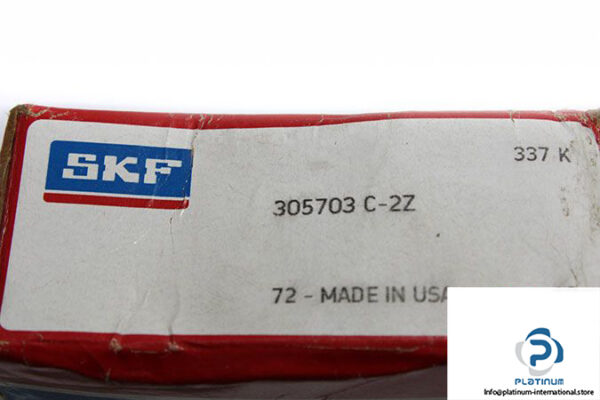 SKF
337 K
305703 C-2Z
72 - MADE IN USA
PLATINUM
Info@platinum-international.store